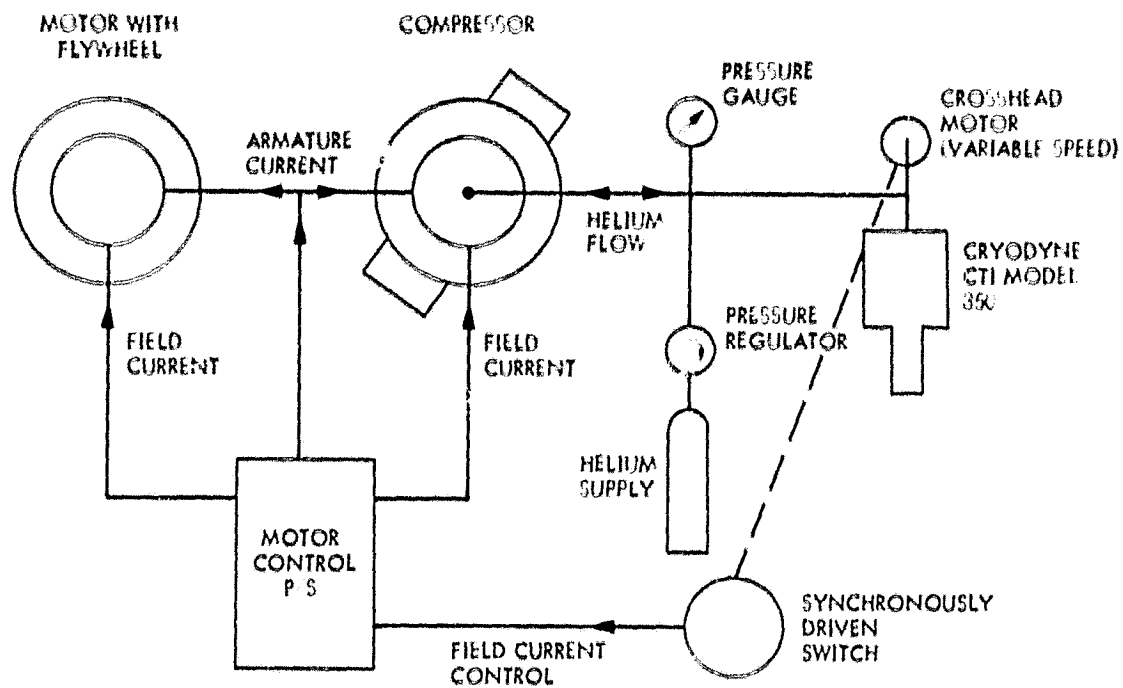 MOTOR WITH
FLYWHEEL
COMPRESSOR
PRESSURE
GAUGE
CROSSHEAD
MOTOR
(VARIABLE SPEED)
ARMATURE
CURRENT
HELIUM
FLOW
CRYODYNE
CTI MODEL
350
FIELD
CURRENT
FIELD
CURRENT
PRESSURE
REGULATOR
HELIUM
SUPPLY
MOTOR
CONTROL
P/S
SYNCHRONOUSLY
DRIVEN
SWITCH
FIELD CURRENT
CONTROL